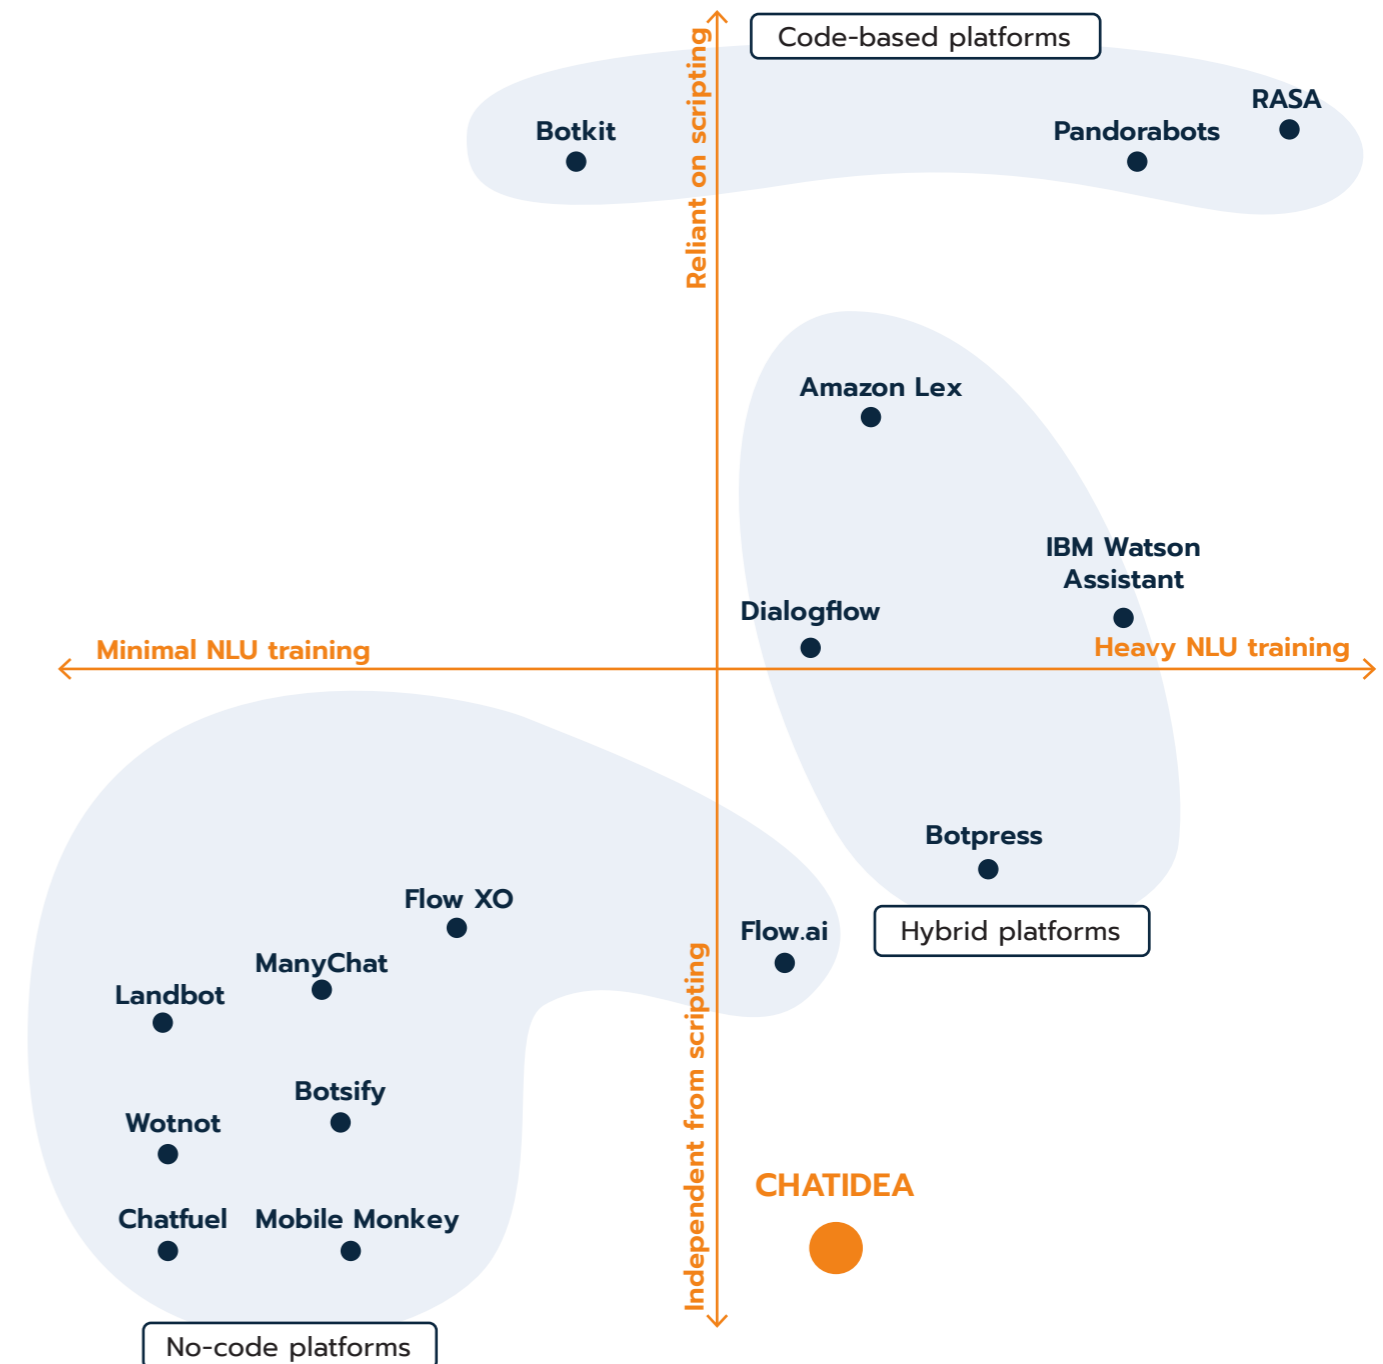 Code-based platforms
Reliant on scripting
RASA
Botkit
Pandorabots
Amazon Lex
IBM Watson
Assistant
Dialogflow
Minimal NLU training
Heavy NLU training
Botpress
Flow XO
Flow.ai
Hybrid platforms
ManyChat
Landbot
Independent from scripting
Botsify
Wotnot
CHATIDEA
Chatfuel
Mobile Monkey
No-code platforms